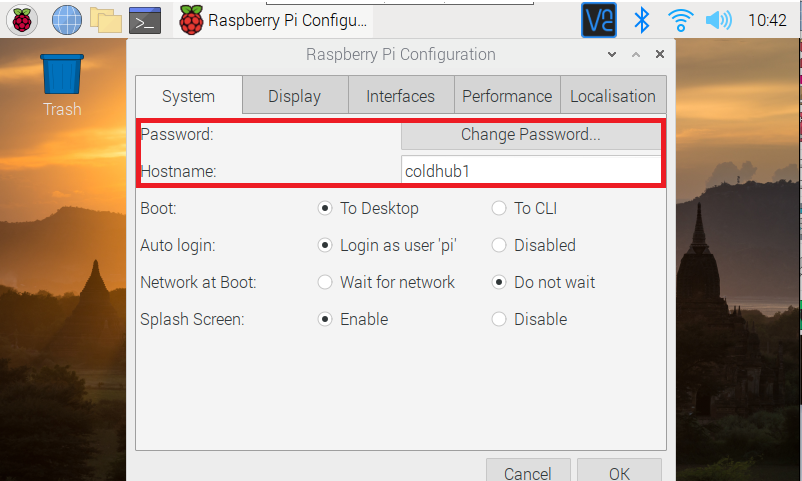 Raspberry Pi Configu...
10:42
Trash
Raspberry Pi Configuration
System Display Interfaces Performance Localisation
Password: Change Password...
Hostname: coldhub1
Boot: To Desktop To CLI
Auto login: Login as user 'pi' Disabled
Network at Boot: Wait for network Do not wait
Splash Screen: Enable Disable
Cancel OK